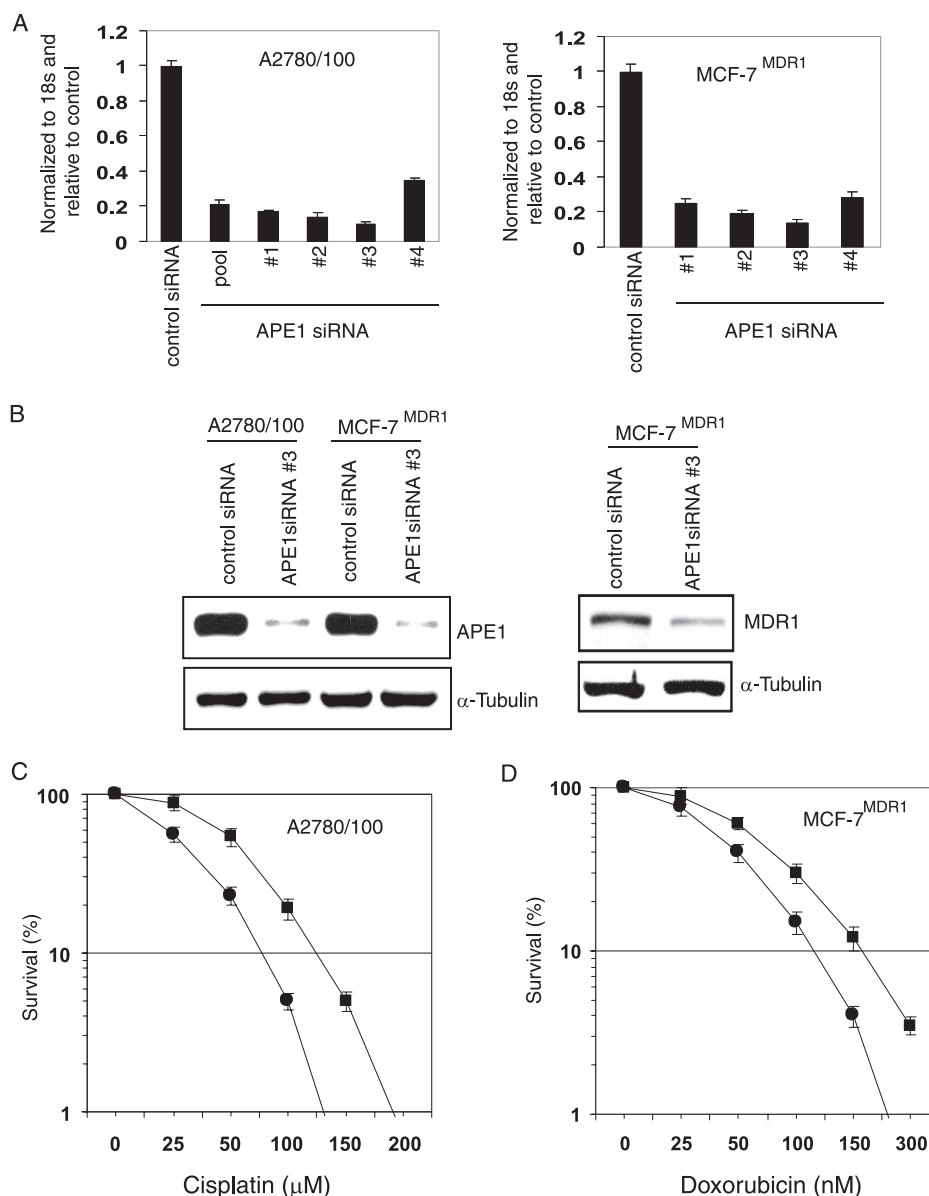 A
Normalized to 18s and
relative to control
1.2
1
0.8
0.6
0.4
0.2
0
A2780/100
control siRNA
pool
#1
#2
#3
#4
APE1 siRNA
Normalized to 18s and
relative to control
1.2
1
0.8
0.6
0.4
0.2
0
MCF-7 MDR1
control siRNA
#1
#2
#3
#4
APE1 siRNA
B
A2780/100
MCF-7 MDR1
control siRNA
APE1siRNA #3
control siRNA
APE1siRNA #3
APE1
α-Tubulin
MCF-7 MDR1
control siRNA
APE1siRNA #3
MDR1
α-Tubulin
C
Survival (%)
100
10
1
A2780/100
0 25 50 100 150 200
Cisplatin (μM)
D
Survival (%)
100
10
1
MCF-7 MDR1
0 25 50 100 150 300
Doxorubicin (nM)